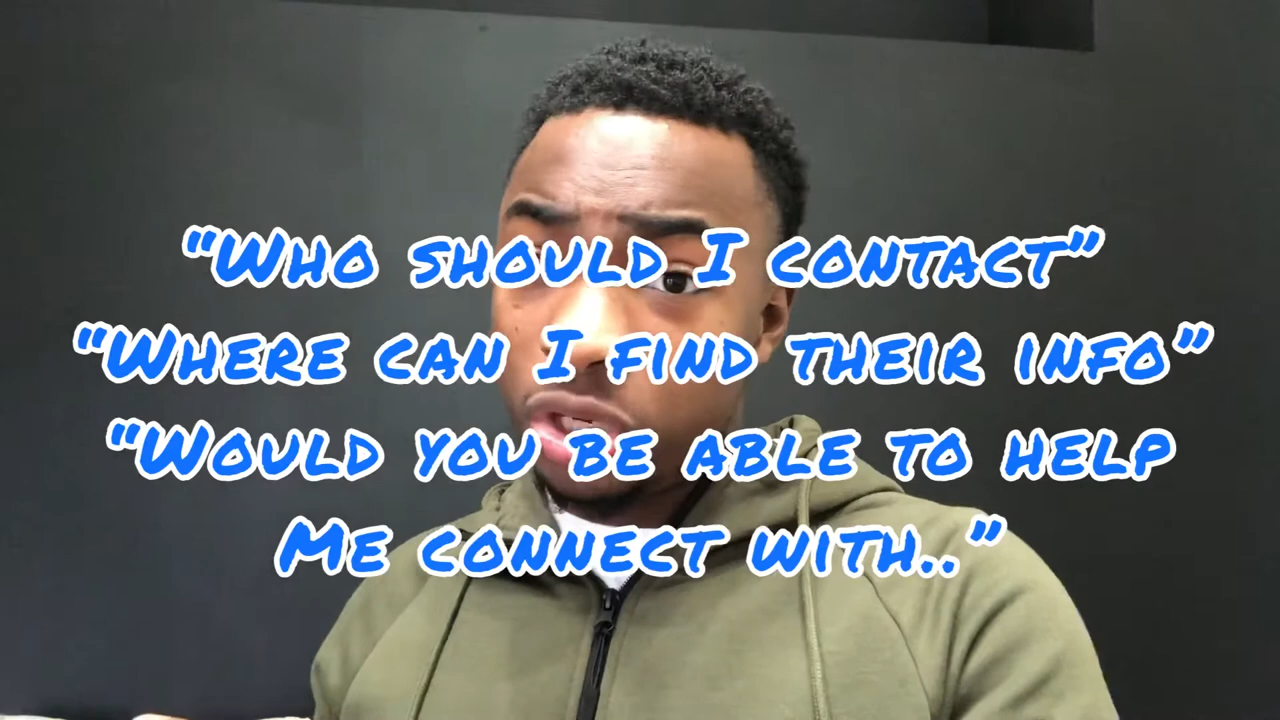 “Who should I contact”
“Where can I find their info”
“Would you be able to help
Me connect with..”